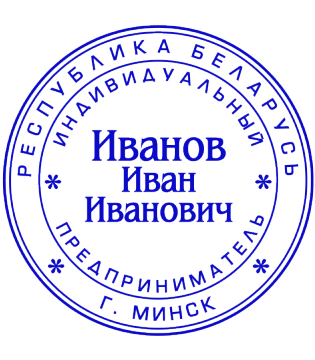 РЕСПУБЛИКА БЕЛАРУСЬ
ИНДИВИДУАЛЬНЫЙ
Иванов
Иван
Иванович
ПРЕДПРИНИМАТЕЛЬ
Г. МИНСК